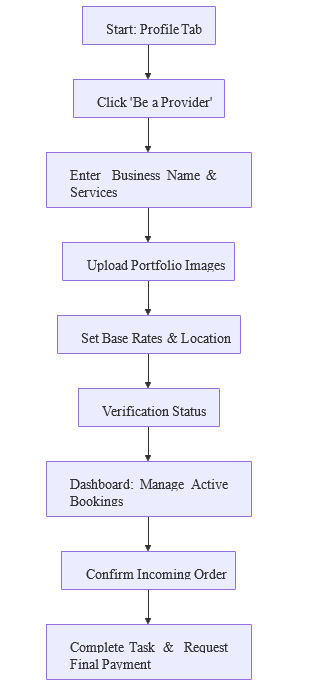 Start: Profile Tab
Click 'Be a Provider'
Enter Business Name &
Services
Upload Portfolio Images
Set Base Rates & Location
Verification Status
Dashboard: Manage Active
Bookings
Confirm Incoming Order
Complete Task & Request
Final Payment